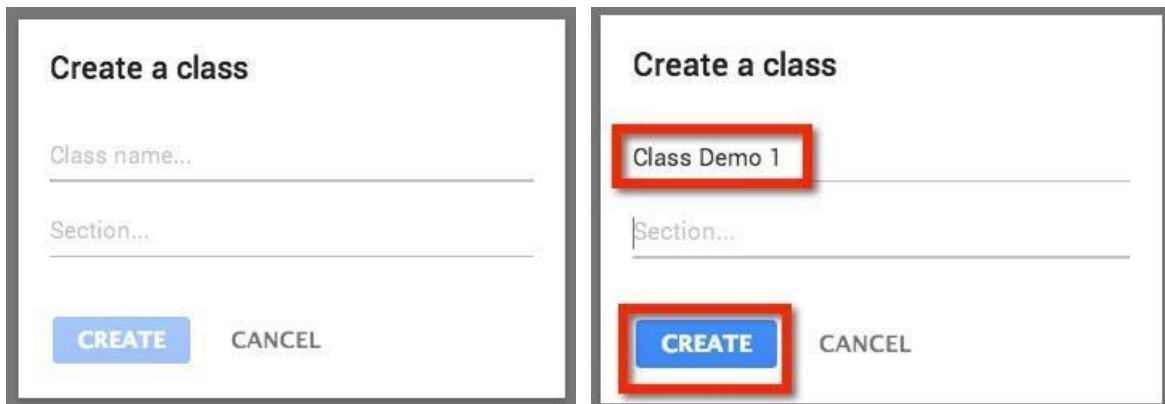 Create a class
Class name...
Section...
CREATE CANCEL
Create a class
Class Demo 1
Section...
CREATE CANCEL